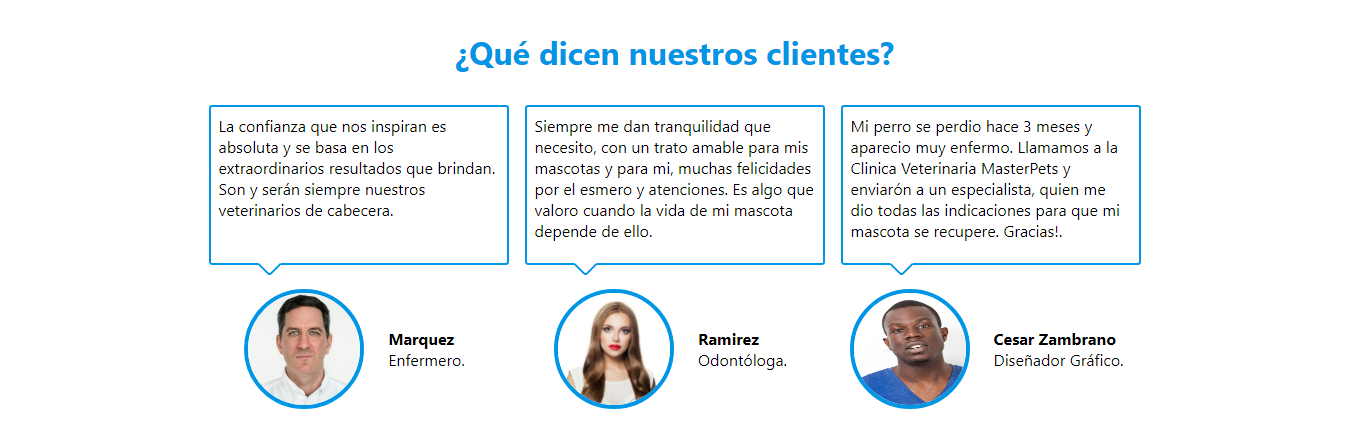 ¿Qué dicen nuestros clientes?
La confianza que nos inspiran es
absoluta y se basa en los
extraordinarios resultados que brindan.
Son y serán siempre nuestros
veterinarios de cabecera.
Siempre me dan tranquilidad que
necesito, con un trato amable para mis
mascotas y para mi, muchas felicidades
por el esmero y atenciones. Es algo que
valoro cuando la vida de mi mascota
depende de ello.
Mi perro se perdio hace 3 meses y
aparecio muy enfermo. Llamamos a la
Clinica Veterinaria MasterPets y
enviarón a un especialista, quien me
dio todas las indicaciones para que mi
mascota se recupere. Gracias!.
Marquez
Enfermero.
Ramirez
Odontóloga.
Cesar Zambrano
Diseñador Gráfico.